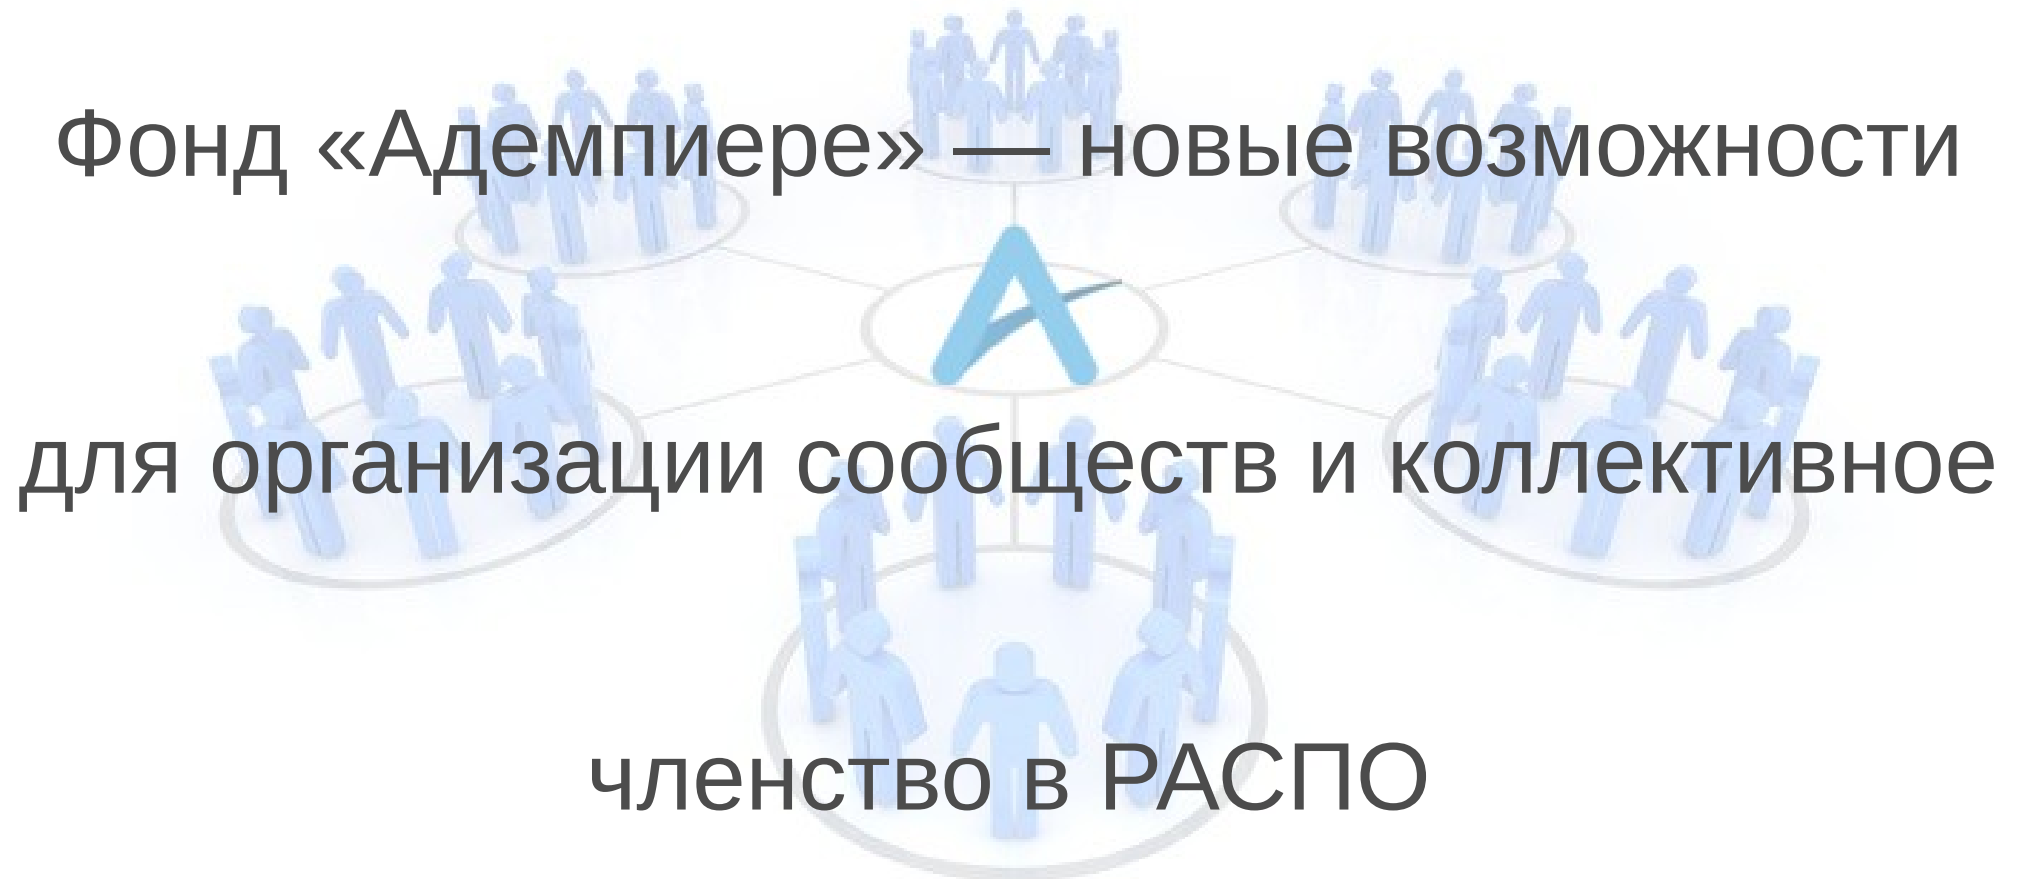 Фонд «Адемпиере» — новые возможности
для организации сообществ и коллективное
членство в РАСПО